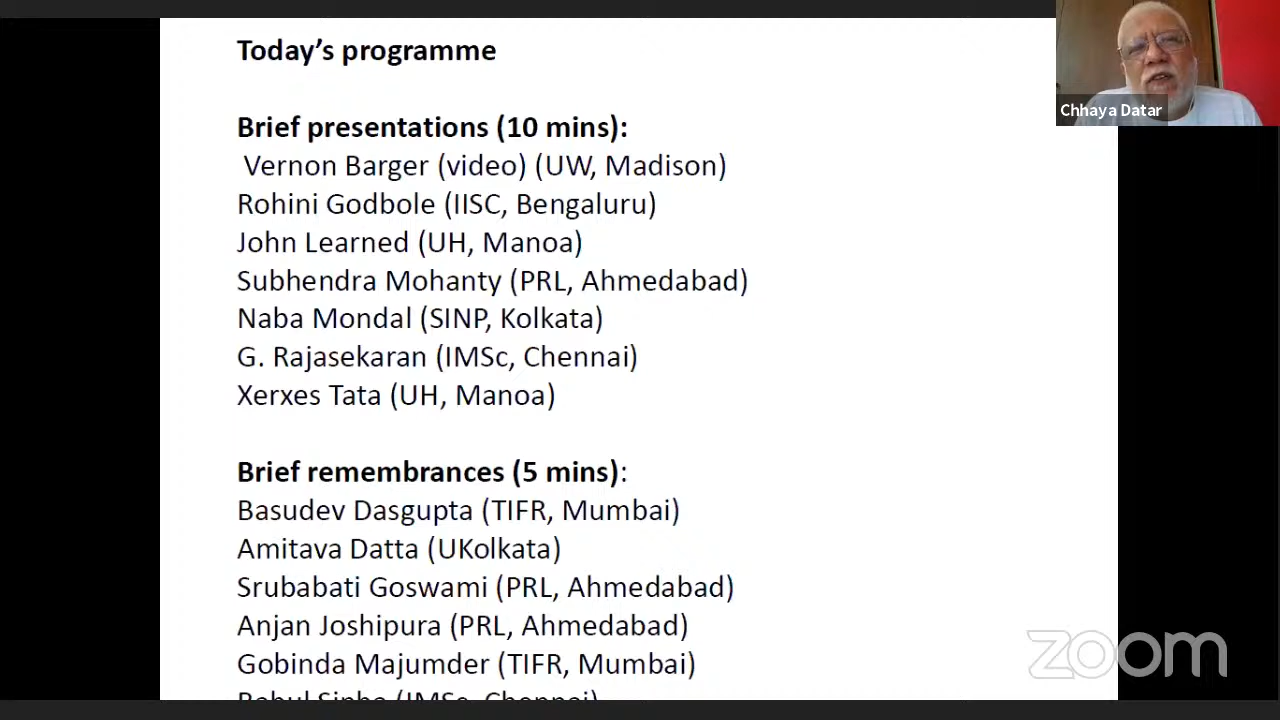 Today's programme
Brief presentations (10 mins):
Vernon Barger (video) (UW, Madison)
Rohini Godbole (IISC, Bengaluru)
John Learned (UH, Manoa)
Subhendra Mohanty (PRL, Ahmedabad)
Naba Mondal (SINP, Kolkata)
G. Rajasekaran (IMSc, Chennai)
Xerxes Tata (UH, Manoa)
Brief remembrances (5 mins):
Basudev Dasgupta (TIFR, Mumbai)
Amitava Datta (UKolkata)
Srubabati Goswami (PRL, Ahmedabad)
Anjan Joshipura (PRL, Ahmedabad)
Gobinda Majumder (TIFR, Mumbai)
Chhaya Datar
zoom